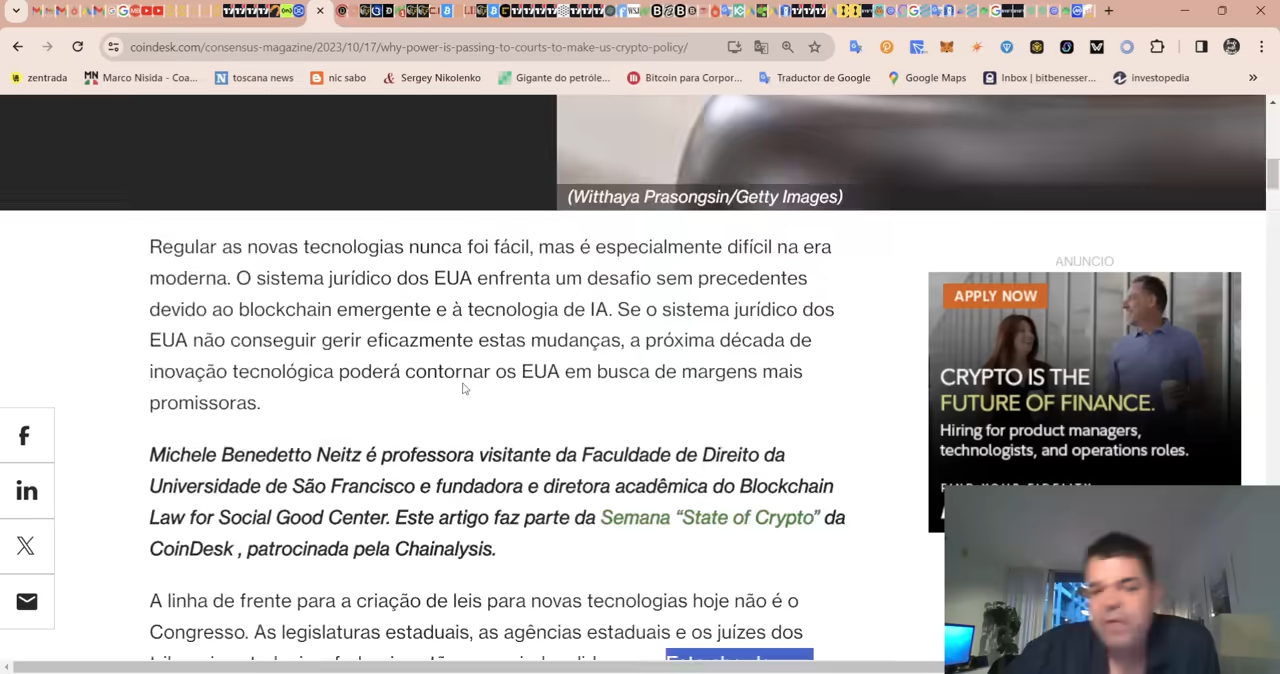 coindesk.com/consensus-magazine/2023/10/17/why-power-is-passing-to-courts-to-make-us-crypto-policy/
zentrada
Marco Nisida - Coa...
toscana news
nic sabo
Sergey Nikolenko
Gigante do petróle...
Bitcoin para Corpor...
Traductor de Google
Google Maps
Inbox | bitbenesser...
investopedia
(Witthaya Prasongsin/Getty Images)
Regular as novas tecnologias nunca foi fácil, mas é especialmente difícil na era
moderna. O sistema jurídico dos EUA enfrenta um desafio sem precedentes
devido ao blockchain emergente e à tecnologia de IA. Se o sistema jurídico dos
EUA não conseguir gerir eficazmente estas mudanças, a próxima década de
inovação tecnológica poderá contornar os EUA em busca de margens mais
promissoras.
Michele Benedetto Neitz é professora visitante da Faculdade de Direito da
Universidade de São Francisco e fundadora e diretora acadêmica do Blockchain
Law for Social Good Center. Este artigo faz parte da Semana “State of Crypto” da
CoinDesk , patrocinada pela Chainalysis.
A linha de frente para a criação de leis para novas tecnologias hoje não é o
Congresso. As legislaturas estaduais, as agências estaduais e os juízes dos
ANUNCIO
APPLY NOW
CRYPTO IS THE
FUTURE OF FINANCE.
Hiring for product managers,
technologists, and operations roles.